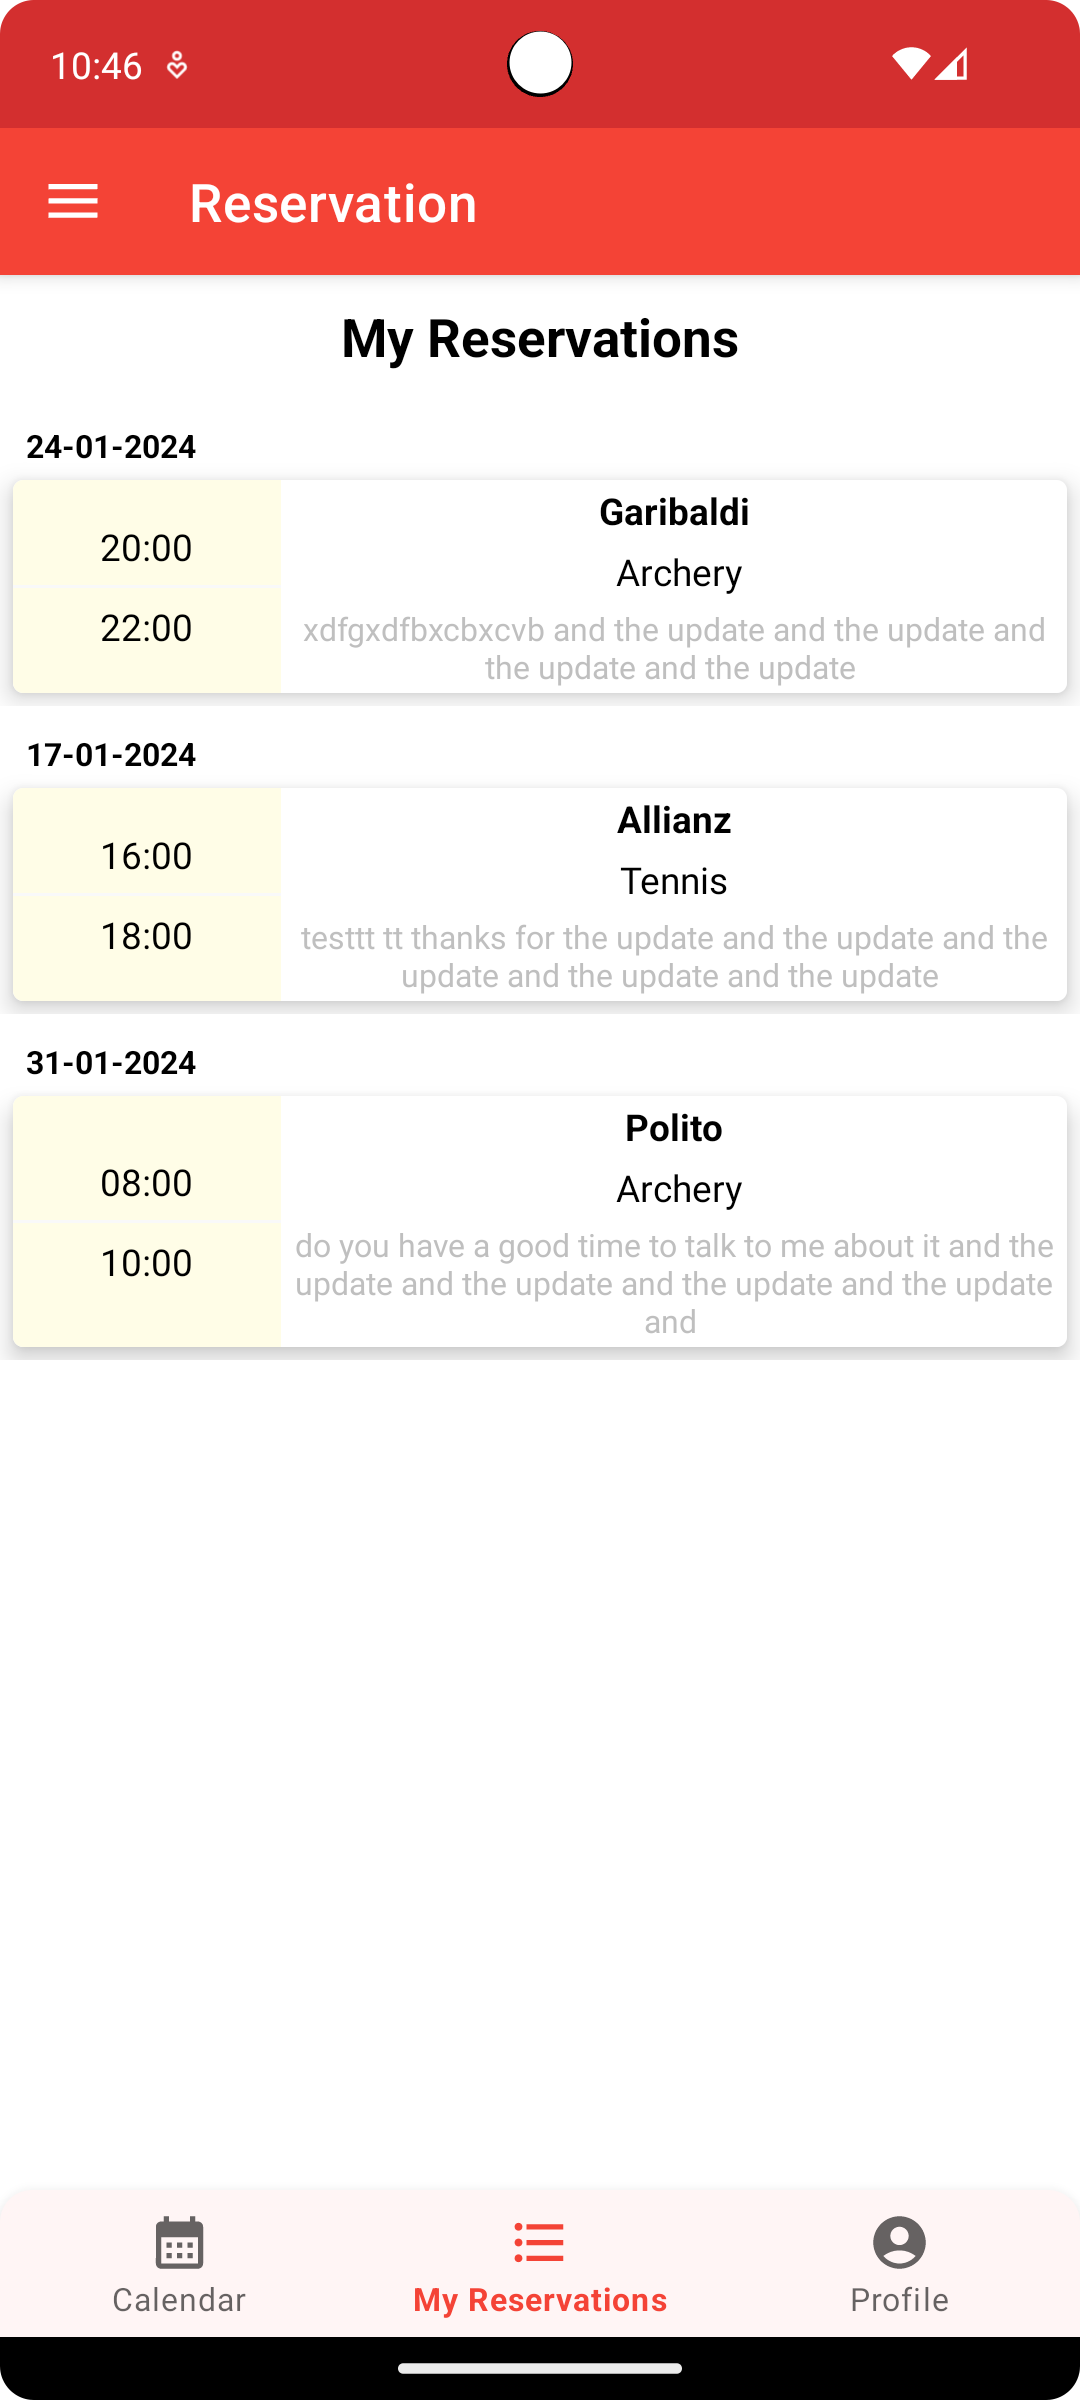 10:46
Reservation
My Reservations
24-01-2024
20:00
22:00
Garibaldi
Archery
xdfgxdfbxcbxcvb and the update and the update and
the update and the update
17-01-2024
16:00
18:00
Allianz
Tennis
testtt tt thanks for the update and the update and the
update and the update and the update
31-01-2024
08:00
10:00
Polito
Archery
do you have a good time to talk to me about it and the
update and the update and the update and the update
and
Calendar
My Reservations
Profile